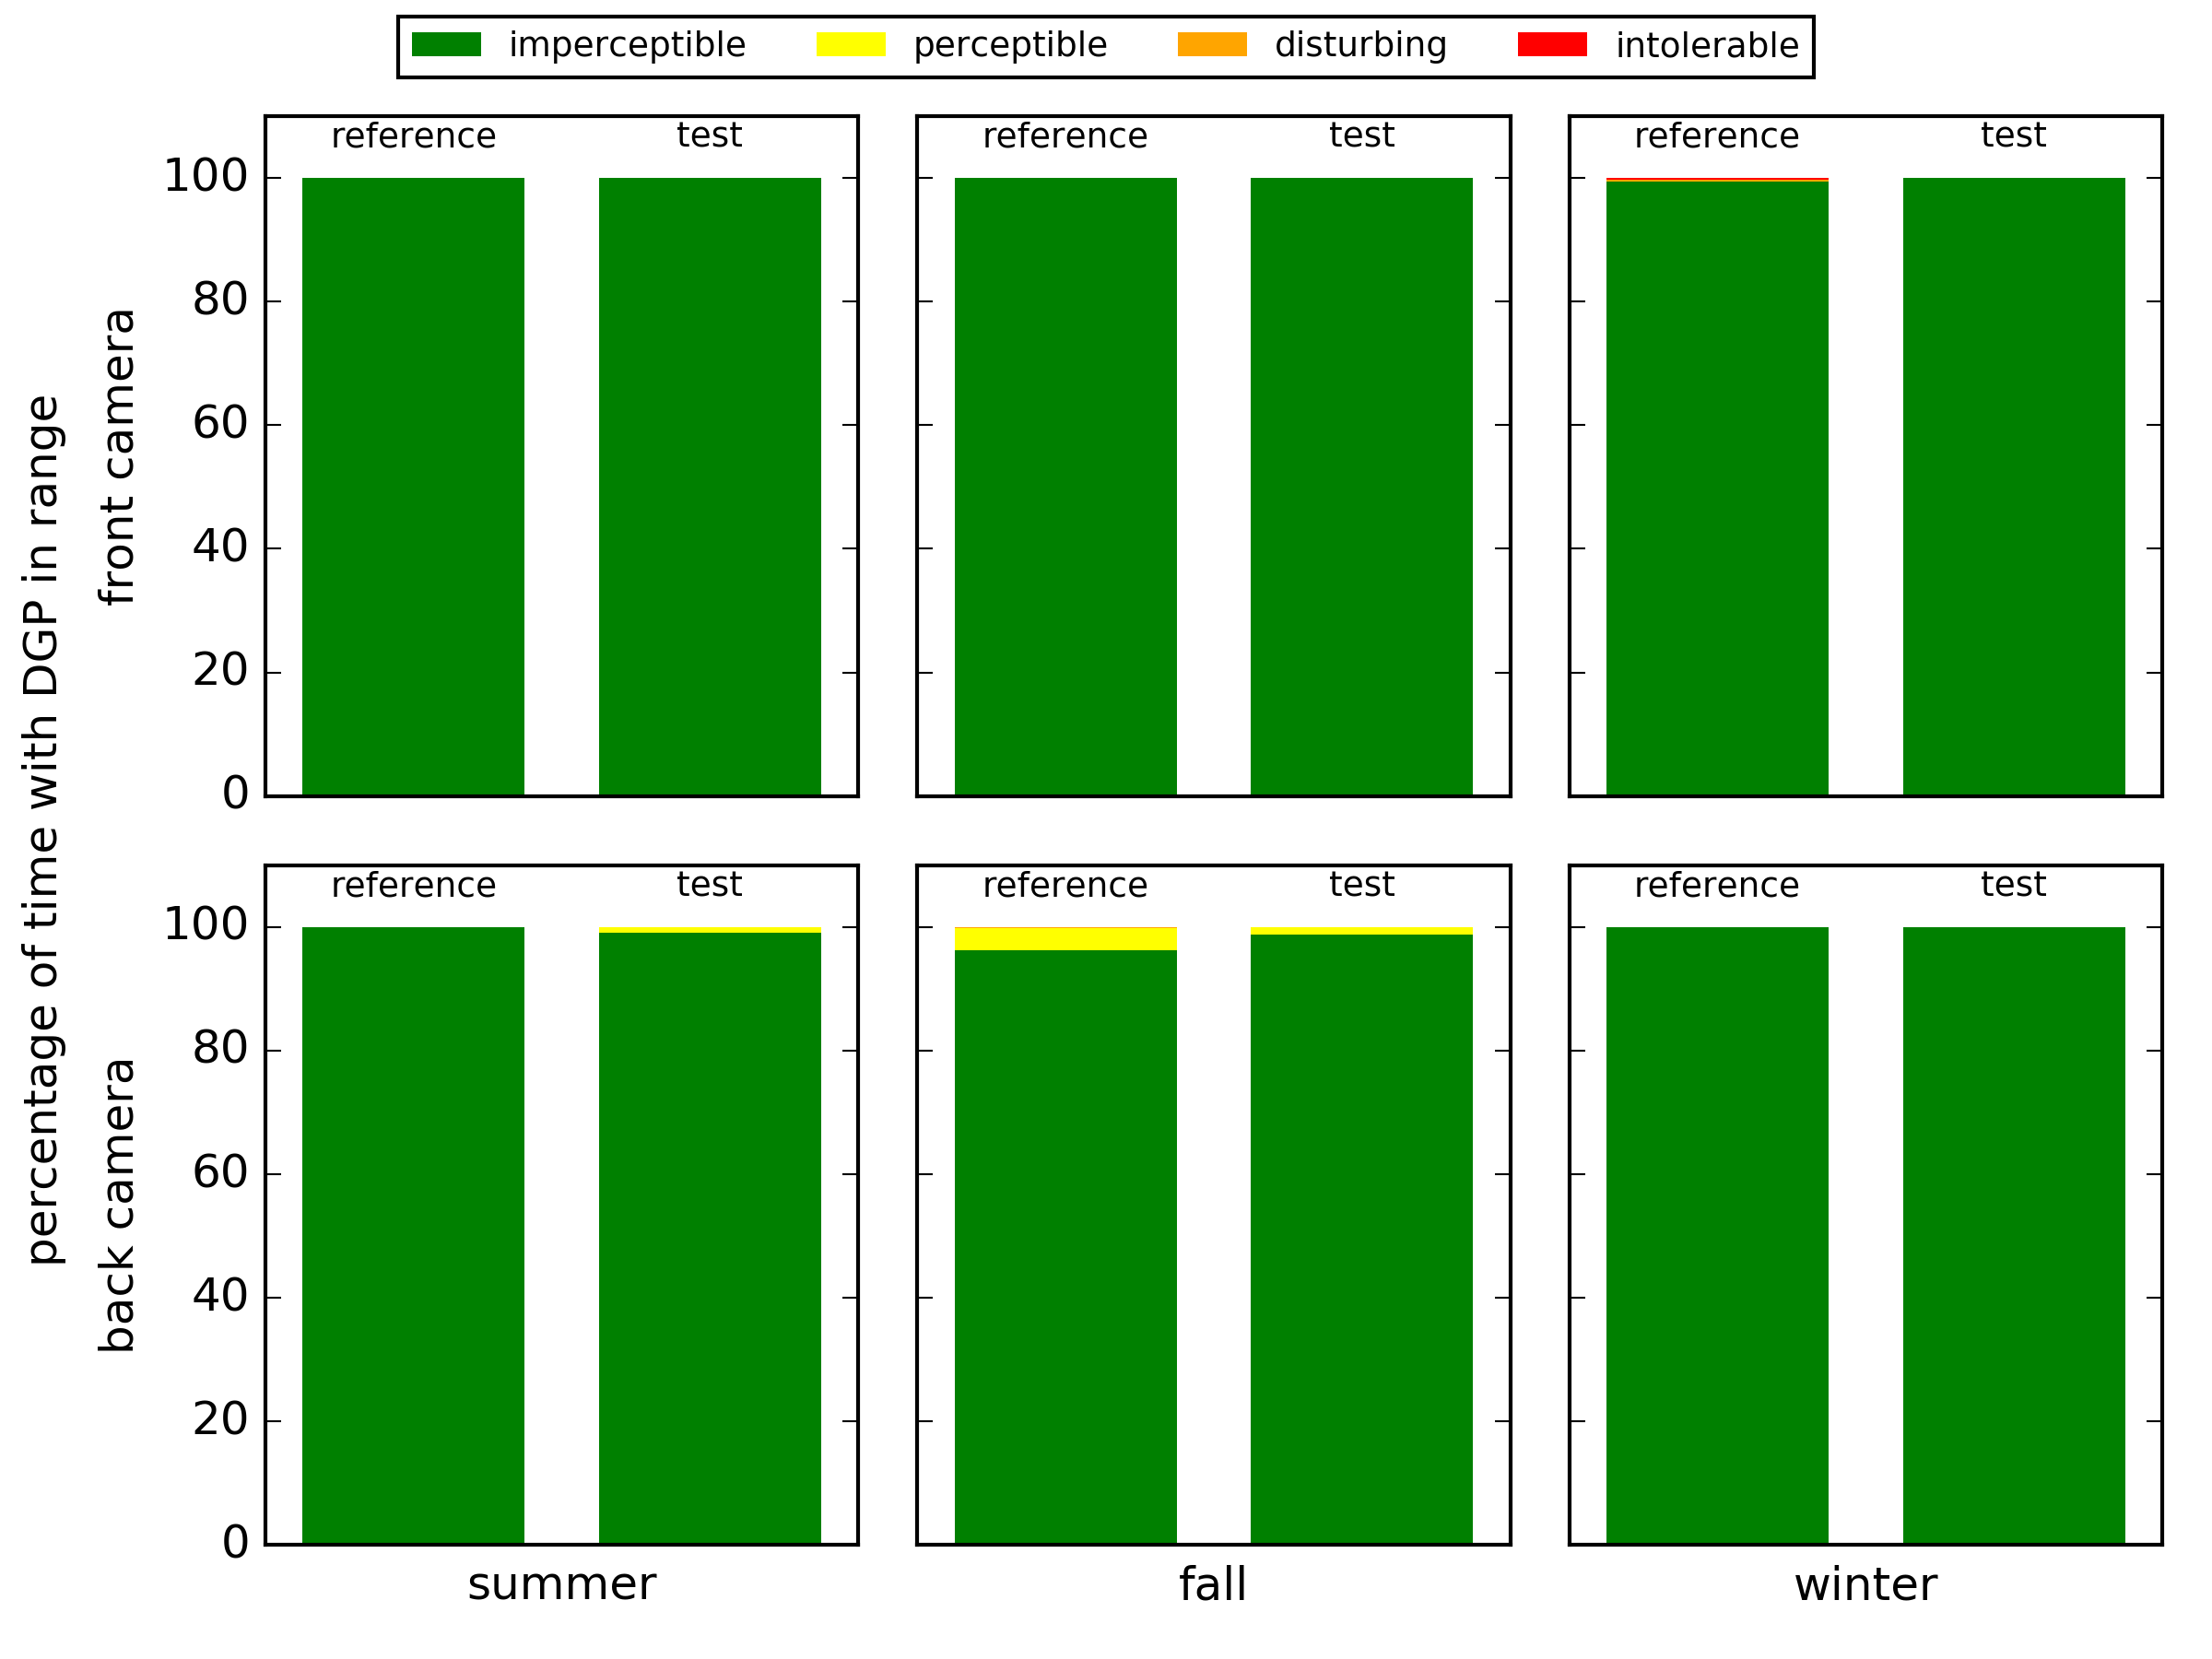 imperceptible perceptible disturbing intolerable
percentage of time with DGP in range
front camera
reference test reference test reference test
100
80
60
40
20
0
back camera
reference test reference test reference test
100
80
60
40
20
0
summer fall winter